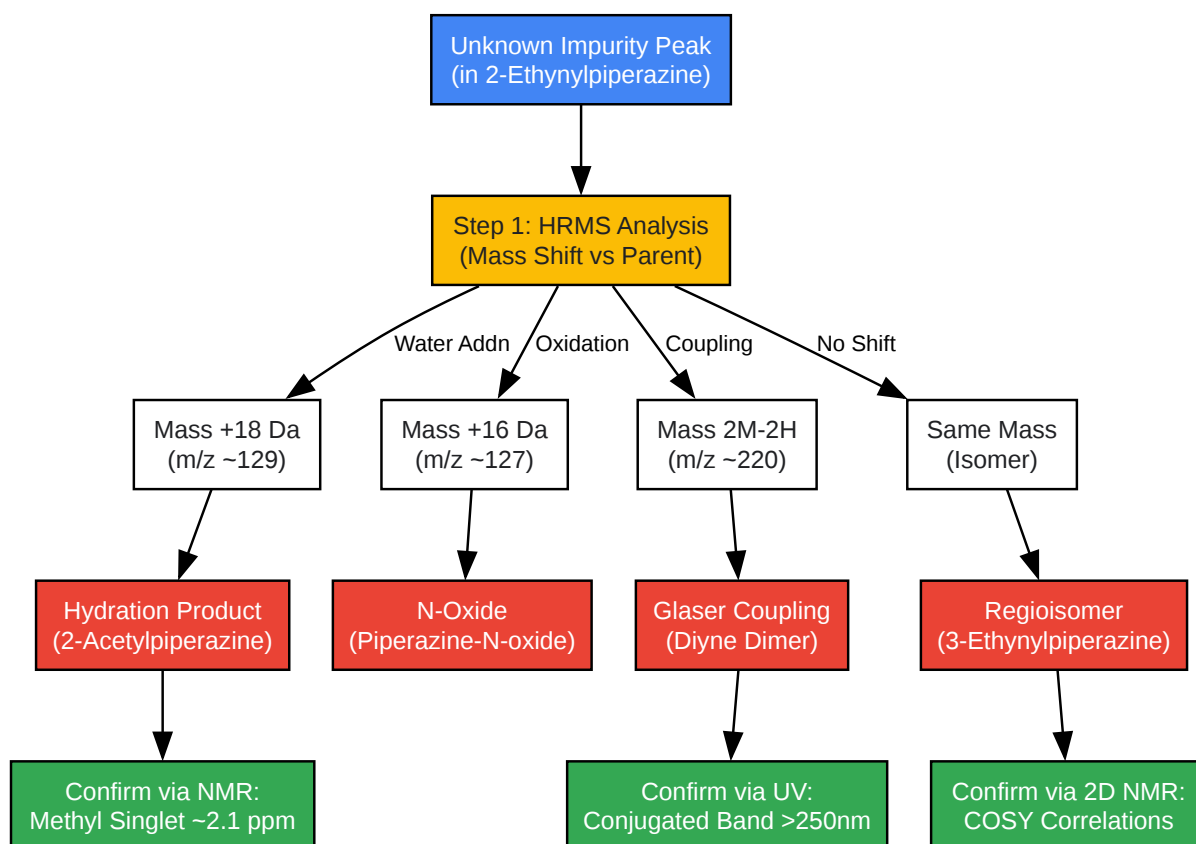 Unknown Impurity Peak
(in 2-Ethynylpiperazine)
Step 1: HRMS Analysis
(Mass Shift vs Parent)
Water Addn
Oxidation
Coupling
No Shift
Mass +18 Da
(m/z ~129)
Mass +16 Da
(m/z ~127)
Mass 2M-2H
(m/z ~220)
Same Mass
(Isomer)
Hydration Product
(2-Acetylpiperazine)
N-Oxide
(Piperazine-N-oxide)
Glaser Coupling
(Diyne Dimer)
Regioisomer
(3-Ethynylpiperazine)
Confirm via NMR:
Methyl Singlet ~2.1 ppm
Confirm via UV:
Conjugated Band >250nm
Confirm via 2D NMR:
COSY Correlations